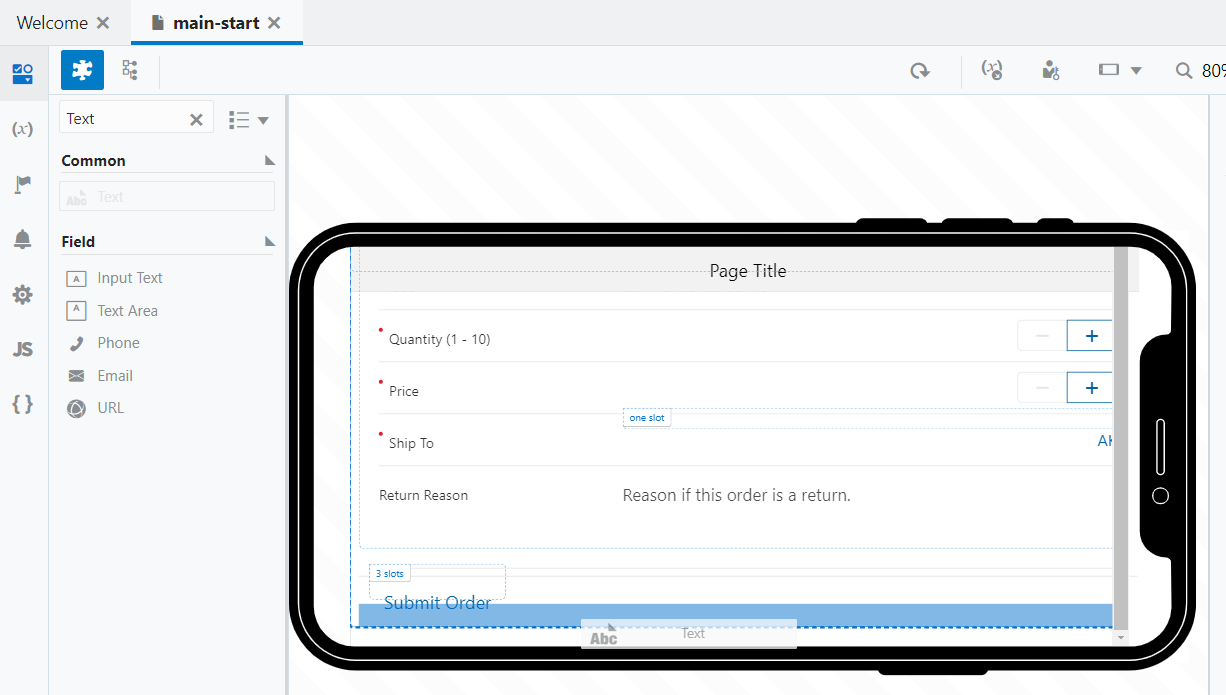 Welcome
main-start
80%
(x)
Text
Common
Abc Text
Field
A Input Text
A Text Area
Phone
Email
URL
JS
{ }
Page Title
* Quantity (1 - 10)
* Price
one slot
* Ship To
AK
Return Reason Reason if this order is a return.
3 slots
Submit Order
Abc Text